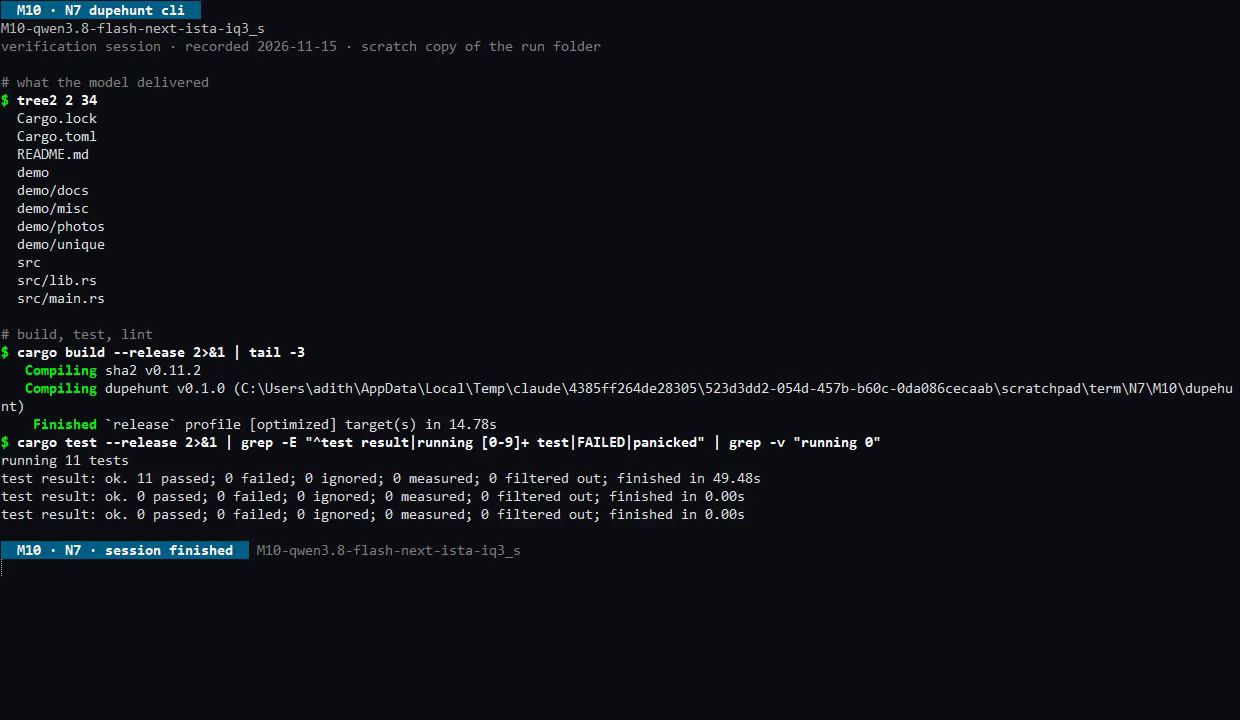 M10 · N7 dupehunt cli
M10-qwen3.8-flash-next-ista-iq3_s
verification session · recorded 2026-11-15 · scratch copy of the run folder
# what the model delivered
$ tree2 2 34
Cargo.lock
Cargo.toml
README.md
demo
demo/docs
demo/misc
demo/photos
demo/unique
src
src/lib.rs
src/main.rs
# build, test, lint
$ cargo build --release 2>&1 | tail -3
Compiling sha2 v0.11.2
Compiling dupehunt v0.1.0 (C:\Users\adith\AppData\Local\Temp\claude\4385ff264de28305\523d3dd2-054d-457b-b60c-0da086cecaab\scratchpad\term\N7\M10\dupehu
nt)
Finished `release` profile [optimized] target(s) in 14.78s
$ cargo test --release 2>&1 | grep -E "^test result|running [0-9]+ test|FAILED|panicked" | grep -v "running 0"
running 11 tests
test result: ok. 11 passed; 0 failed; 0 ignored; 0 measured; 0 filtered out; finished in 49.48s
test result: ok. 0 passed; 0 failed; 0 ignored; 0 measured; 0 filtered out; finished in 0.00s
test result: ok. 0 passed; 0 failed; 0 ignored; 0 measured; 0 filtered out; finished in 0.00s
M10 · N7 · session finished M10-qwen3.8-flash-next-ista-iq3_s